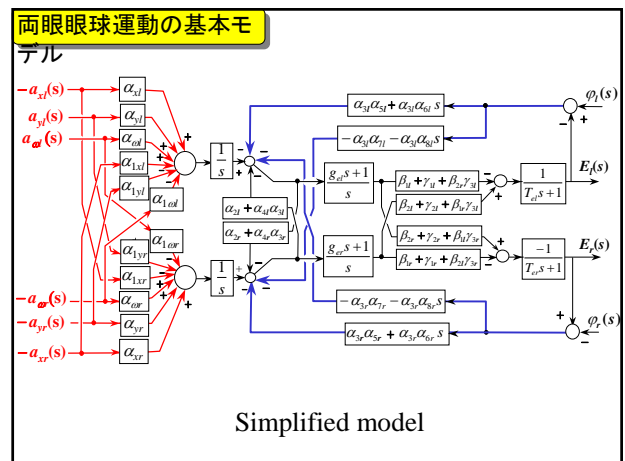 両眼眼球運動の基本モ
デル
−a_xl(s)
a_yl(s)
a_ωl(s)
−a_ωr(s)
−a_yr(s)
−a_xr(s)
α_xl
α_yl
α_ωl
α_1xl
α_1yl
α_1ωl
α_1ωr
α_1yr
α_1xr
α_ωr
α_yr
α_xr
+
+
+
+
−
−
−
−
−
+
+
+
1/s
1/s
+
−
−
−
+
−
−
−
α_2l + α_4l α_3l
α_2r + α_4r α_3r
α_3l α_5l + α_3l α_6l s
−α_3l α_7l − α_3l α_8l s
(g_el s+1)/s
(g_er s+1)/s
β_1l + γ_1l + β_2r γ_3l
β_2l + γ_2l + β_1r γ_3l
β_2r + γ_2r + β_1l γ_3r
β_1r + γ_1r + β_2l γ_3r
−
+
+
−
1/(T_el s+1)
−1/(T_er s+1)
−α_3r α_7r − α_3r α_8r s
α_3r α_5r + α_3r α_6r s
φ_l(s)
+
−
E_l(s)
E_r(s)
+
−
φ_r(s)
Simplified model